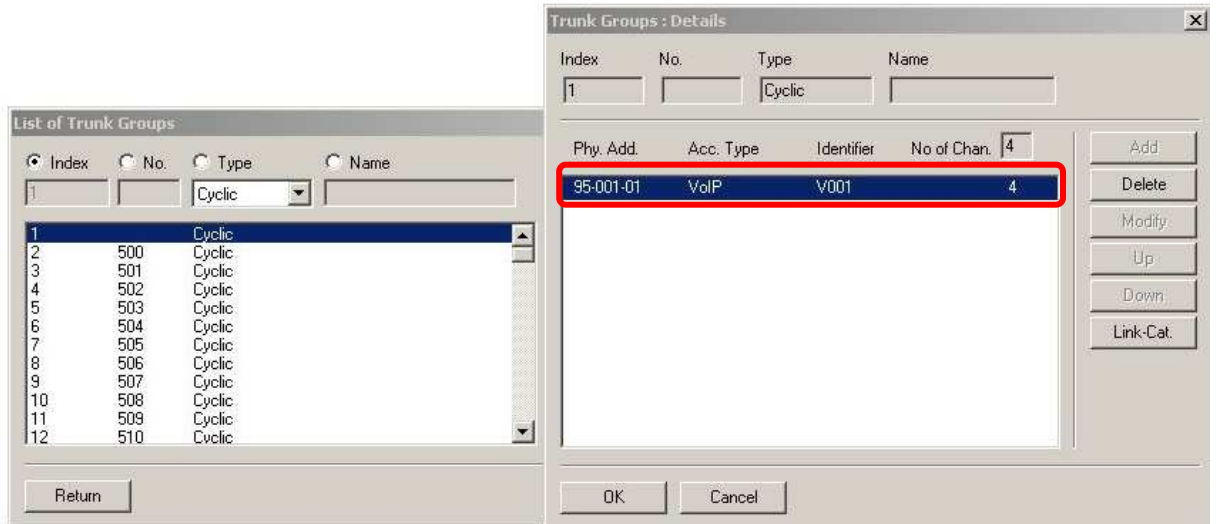 List of Trunk Groups
Index No. Type Name
1 Cyclic
1 Cyclic
2 500 Cyclic
3 501 Cyclic
4 502 Cyclic
5 503 Cyclic
6 504 Cyclic
7 505 Cyclic
8 506 Cyclic
9 507 Cyclic
10 508 Cyclic
11 509 Cyclic
12 510 Cyclic
Return
Trunk Groups : Details
Index No. Type Name
1 Cyclic
Phy. Add. Acc. Type Identifier No of Chan. 4
95-001-01 VoIP V001 4
Add
Delete
Modify
Up
Down
Link-Cat.
OK Cancel